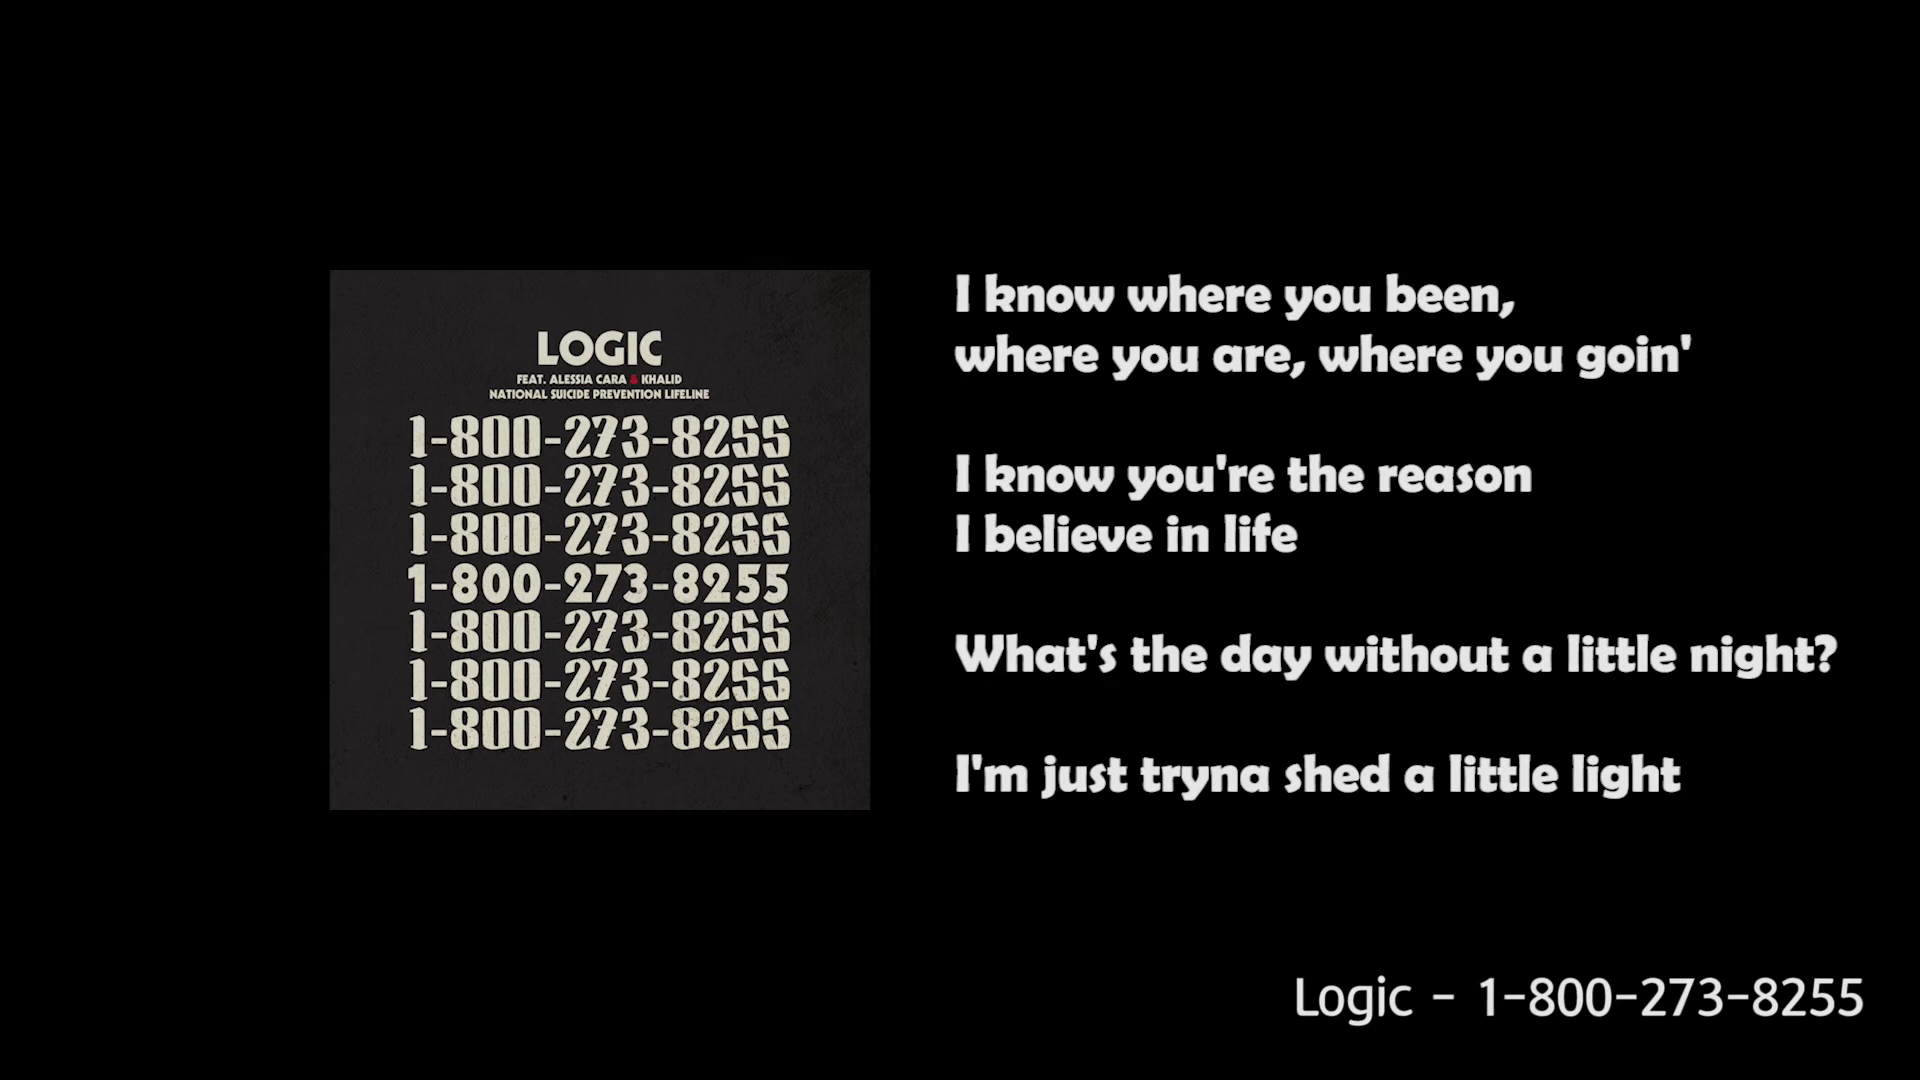 LOGIC
FEAT. ALESSIA CARA & KHALID
NATIONAL SUICIDE PREVENTION LIFELINE
1-800-273-8255
1-800-273-8255
1-800-273-8255
1-800-273-8255
1-800-273-8255
1-800-273-8255
1-800-273-8255
I know where you been,
where you are, where you goin'
I know you're the reason
I believe in life
What's the day without a little night?
I'm just tryna shed a little light
Logic - 1-800-273-8255